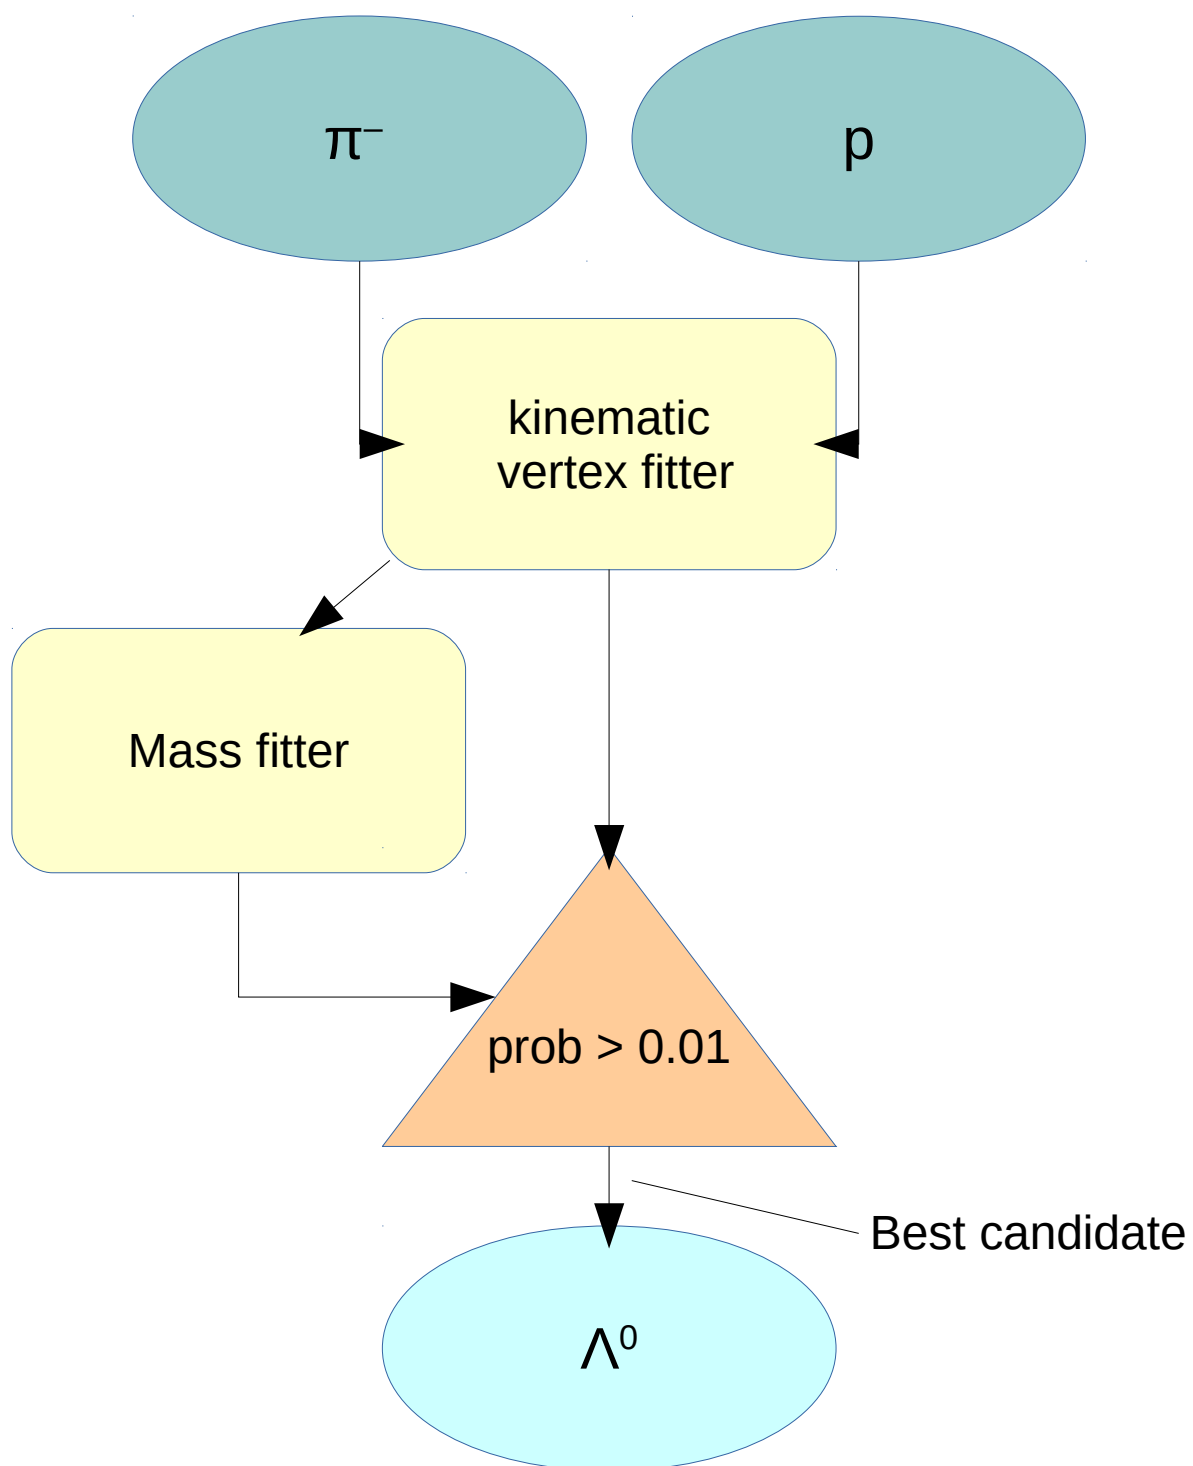 π⁻
p
kinematic
vertex fitter
Mass fitter
prob > 0.01
Best candidate
Λ⁰